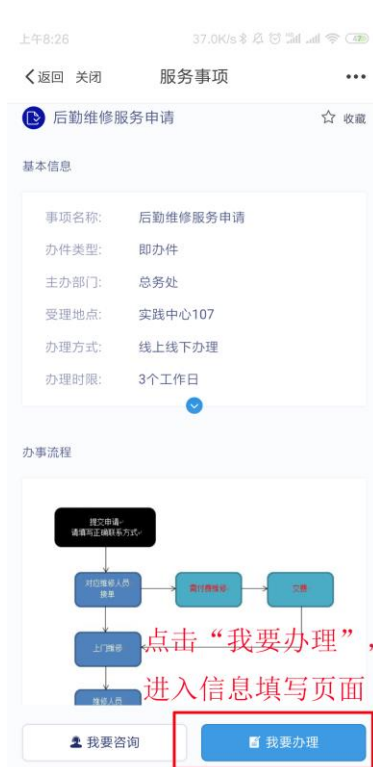 上午8:26 37.0K/s 42
返回 关闭 服务事项
后勤维修服务申请 收藏
基本信息
事项名称: 后勤维修服务申请
办件类型: 即办件
主办部门: 总务处
受理地点: 实践中心107
办理方式: 线上线下办理
办理时限: 3个工作日
办事流程
提交申请
请填写正确联系方式
对应维修人员
接单
需付费维修
交费
上门维修
点击“我要办理”,
进入信息填写页面
维修人员
我要咨询 我要办理